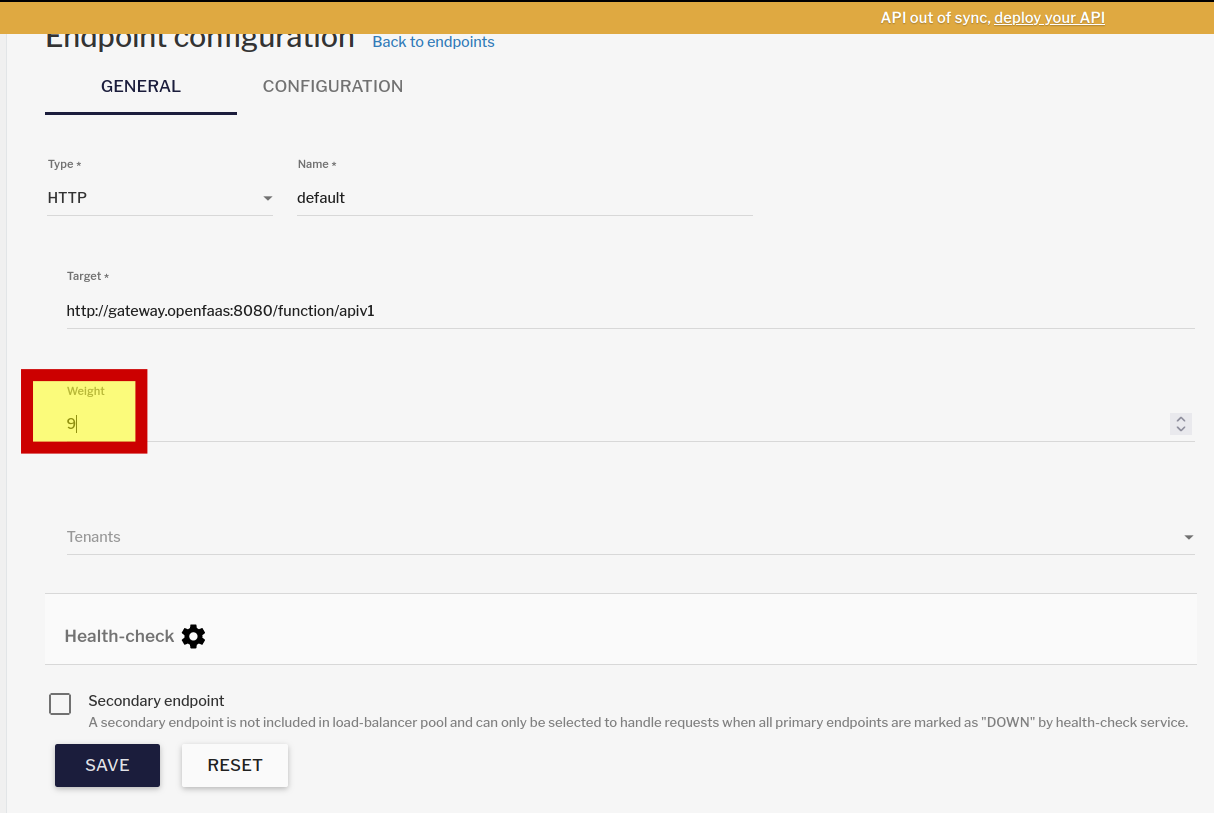 API out of sync, deploy your API
Endpoint configuration Back to endpoints
GENERAL CONFIGURATION
Type * Name *
HTTP default
Target *
http://gateway.openfaas:8080/function/apiv1
Weight
9
Tenants
Health-check
Secondary endpoint
A secondary endpoint is not included in load-balancer pool and can only be selected to handle requests when all primary endpoints are marked as "DOWN" by health-check service.
SAVE RESET